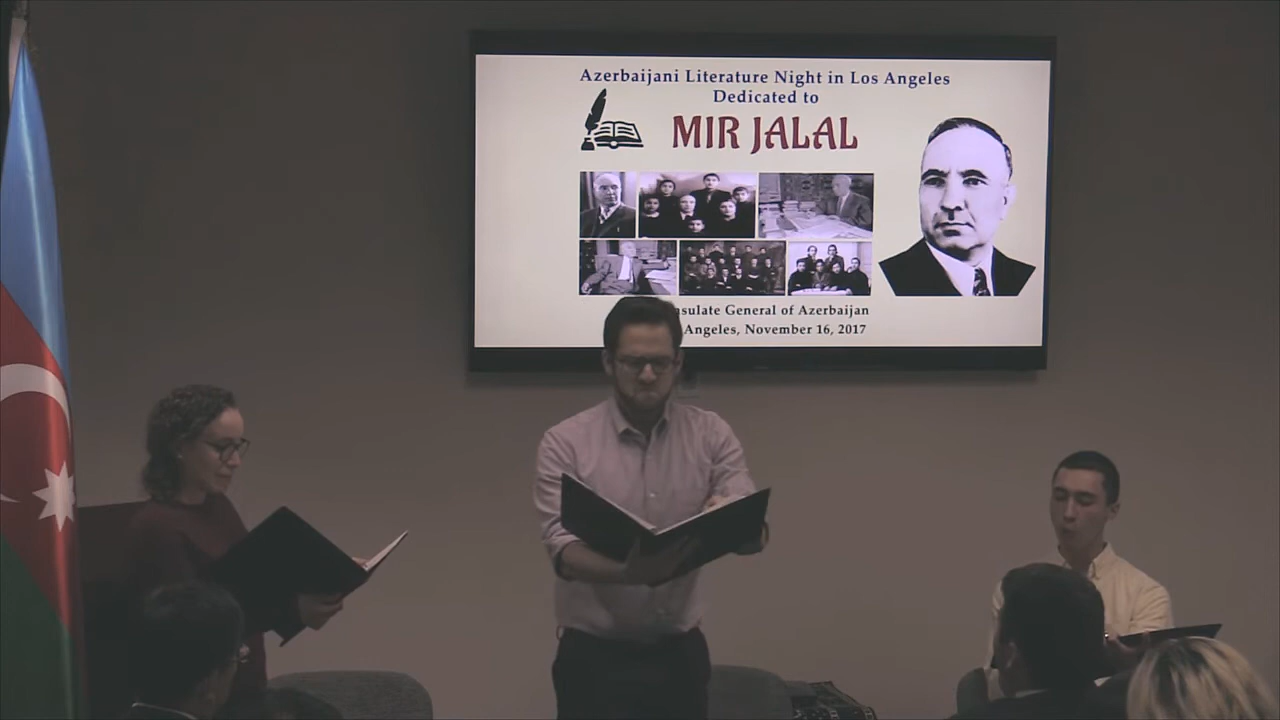 Azerbaijani Literature Night in Los Angeles
Dedicated to
MIR JALAL
nsulate General of Azerbaijan
Angeles, November 16, 2017